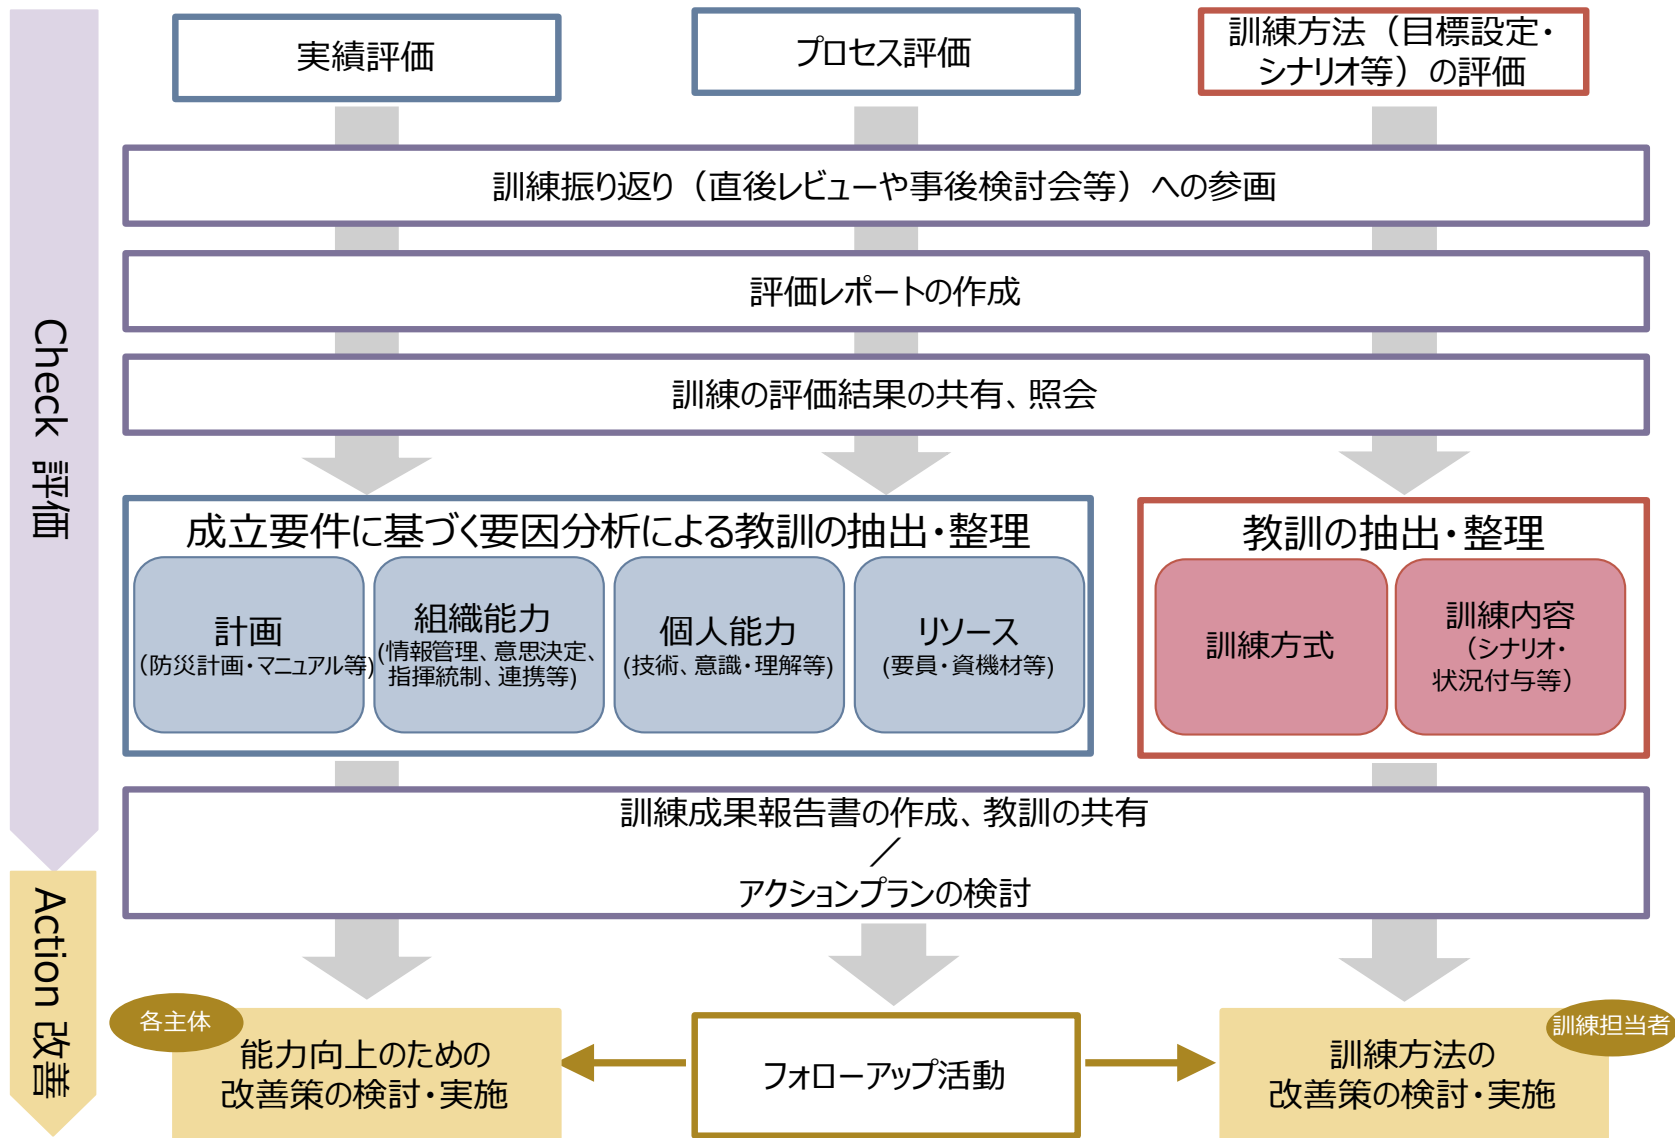 実績評価
プロセス評価
訓練方法（目標設定・
シナリオ等）の評価
訓練振り返り（直後レビューや事後検討会等）への参画
評価レポートの作成
訓練の評価結果の共有、照会
Check 評価
成立要件に基づく要因分析による教訓の抽出・整理
計画
（防災計画・マニュアル等)
組織能力
(情報管理、意思決定、
指揮統制、連携等)
個人能力
(技術、意識・理解等)
リソース
(要員・資機材等)
教訓の抽出・整理
訓練方式
訓練内容
（シナリオ・
状況付与等）
訓練成果報告書の作成、教訓の共有
／
アクションプランの検討
Action 改善
各主体
能力向上のための
改善策の検討・実施
フォローアップ活動
訓練担当者
訓練方法の
改善策の検討・実施